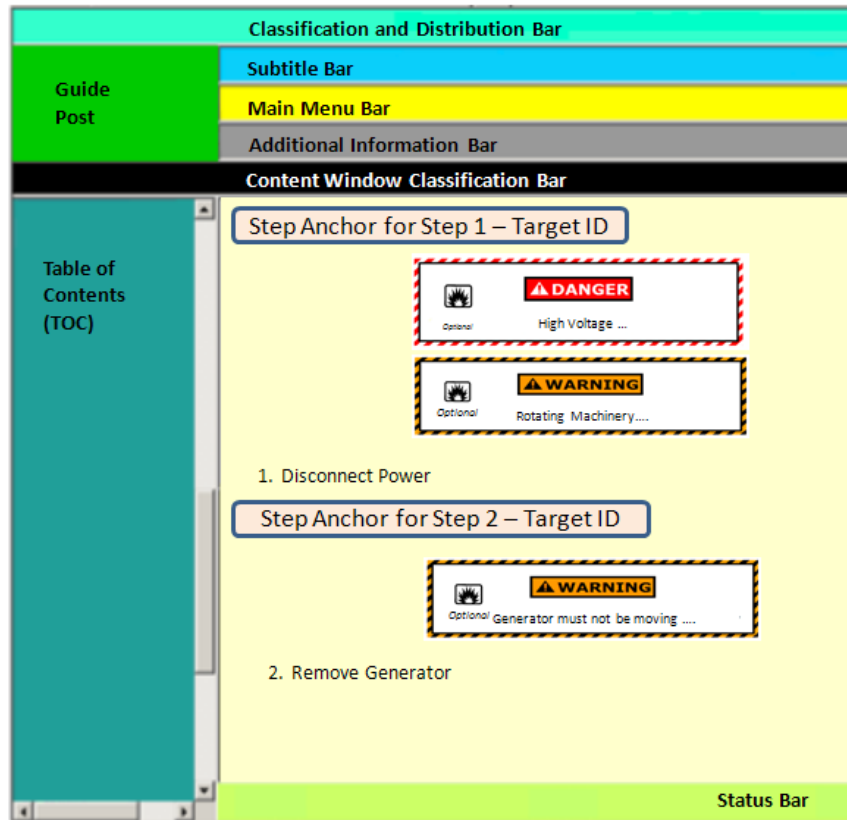 Classification and Distribution Bar
Guide
Post
Subtitle Bar
Main Menu Bar
Additional Information Bar
Content Window Classification Bar
Table of
Contents
(TOC)
Step Anchor for Step 1 – Target ID
DANGER
Optional
High Voltage ...
WARNING
Optional
Rotating Machinery....
1. Disconnect Power
Step Anchor for Step 2 – Target ID
WARNING
Optional
Generator must not be moving ....
2. Remove Generator
Status Bar